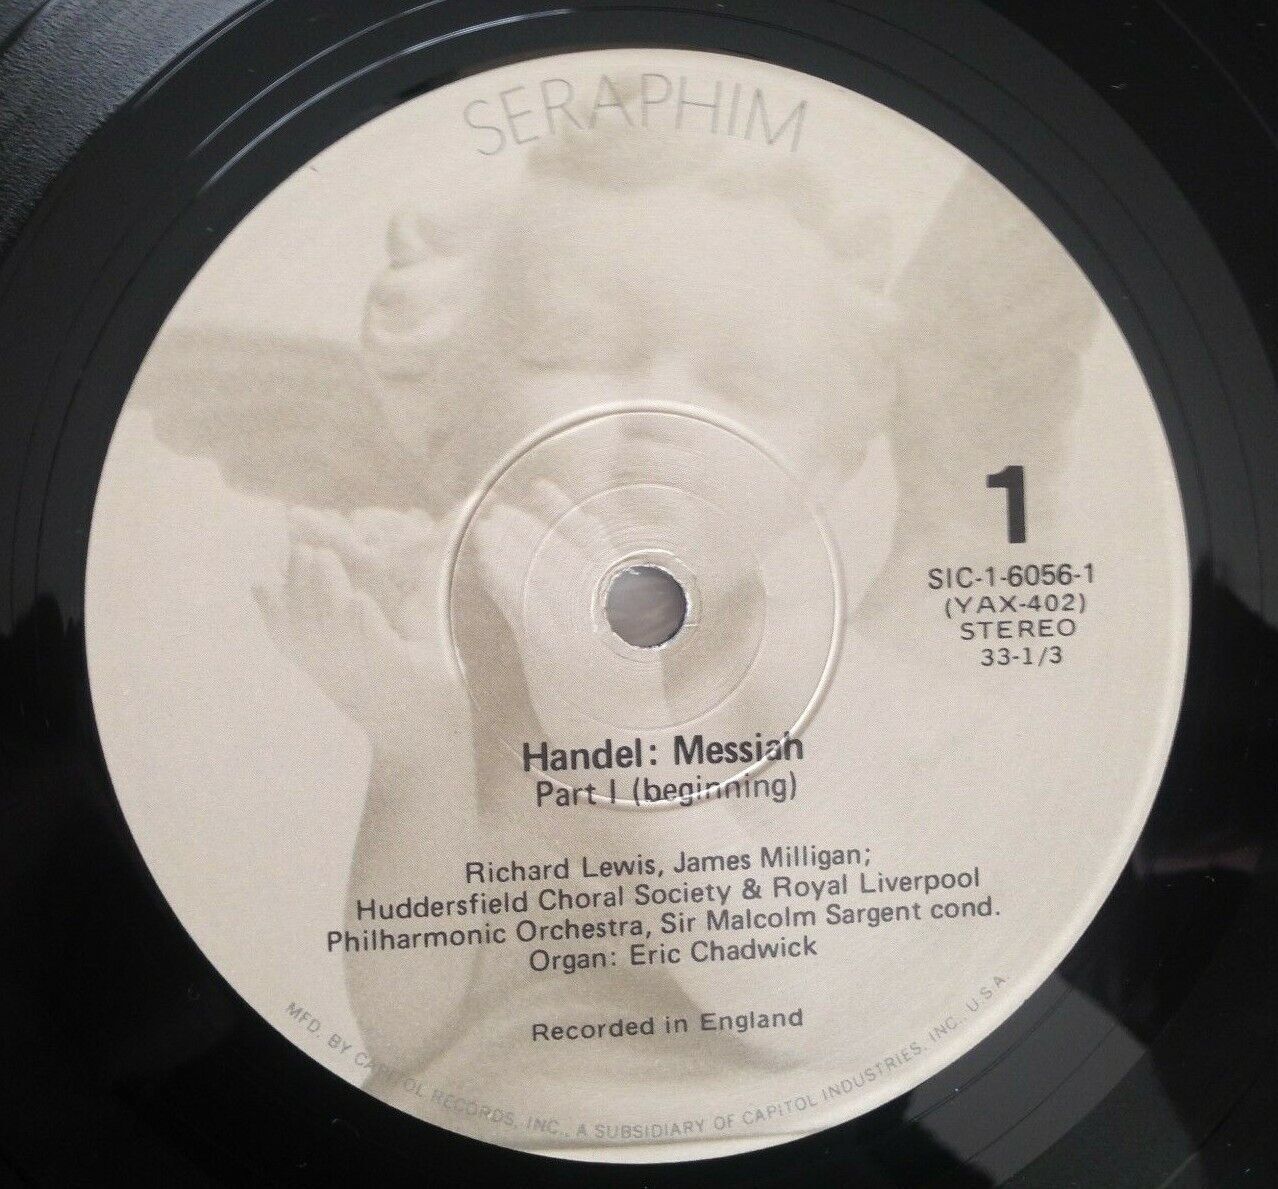 SERAPHIM
1
SIC-1-6056-1
(YAX-402)
STEREO
33-1/3
Handel: Messiah
Part I (beginning)
Richard Lewis, James Milligan;
Huddersfield Choral Society & Royal Liverpool
Philharmonic Orchestra, Sir Malcolm Sargent cond.
Organ: Eric Chadwick
Recorded in England
MFD. BY CAPITOL RECORDS, INC., A SUBSIDIARY OF CAPITOL INDUSTRIES, INC., U.S.A.